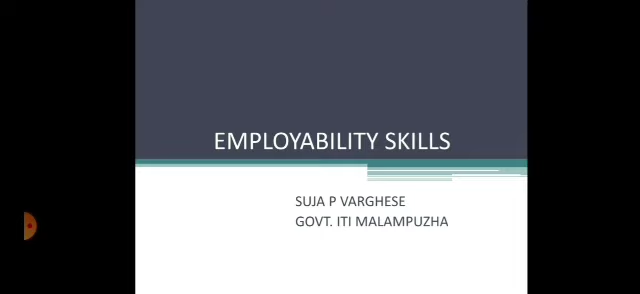 EMPLOYABILITY SKILLS
SUJA P VARGHESE
GOVT. ITI MALAMPUZHA